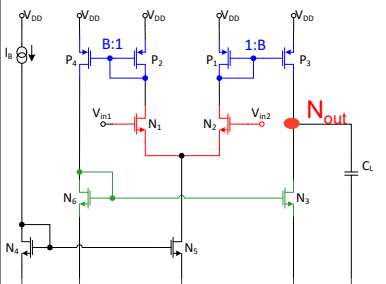 VDD VDD VDD VDD VDD
IB B:1 1:B
P4 P2 P1 P3
Vin1 N1 N2 Vin2 Nout
CL
N6 N3
N4 N5